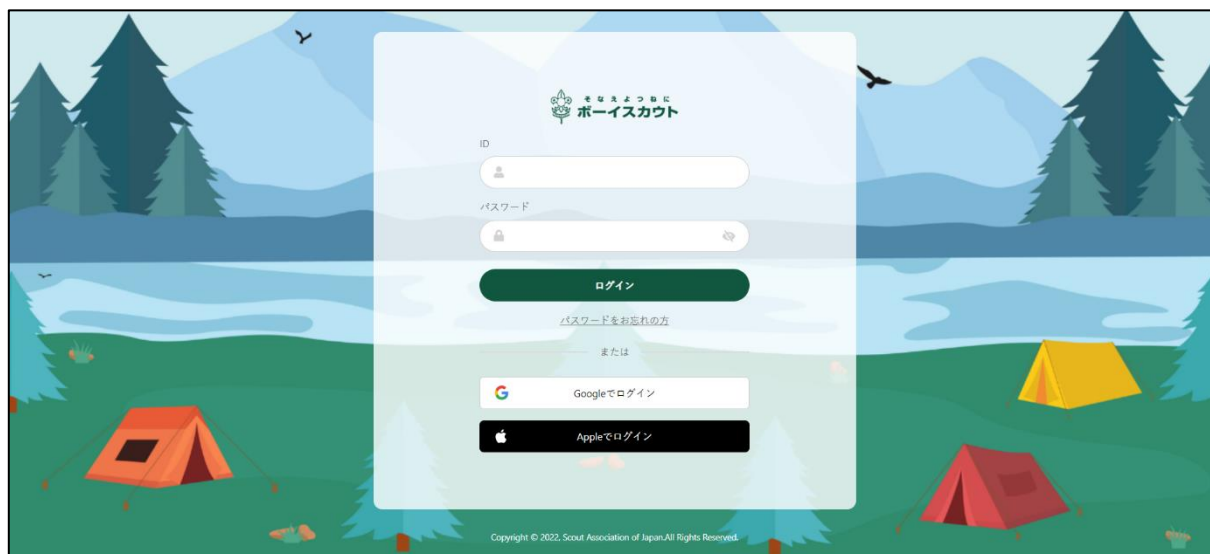 そなえよつねに
ボーイスカウト
ID
パスワード
ログイン
パスワードをお忘れの方
または
Googleでログイン
Appleでログイン
Copyright © 2022, Scout Association of Japan.All Rights Reserved.